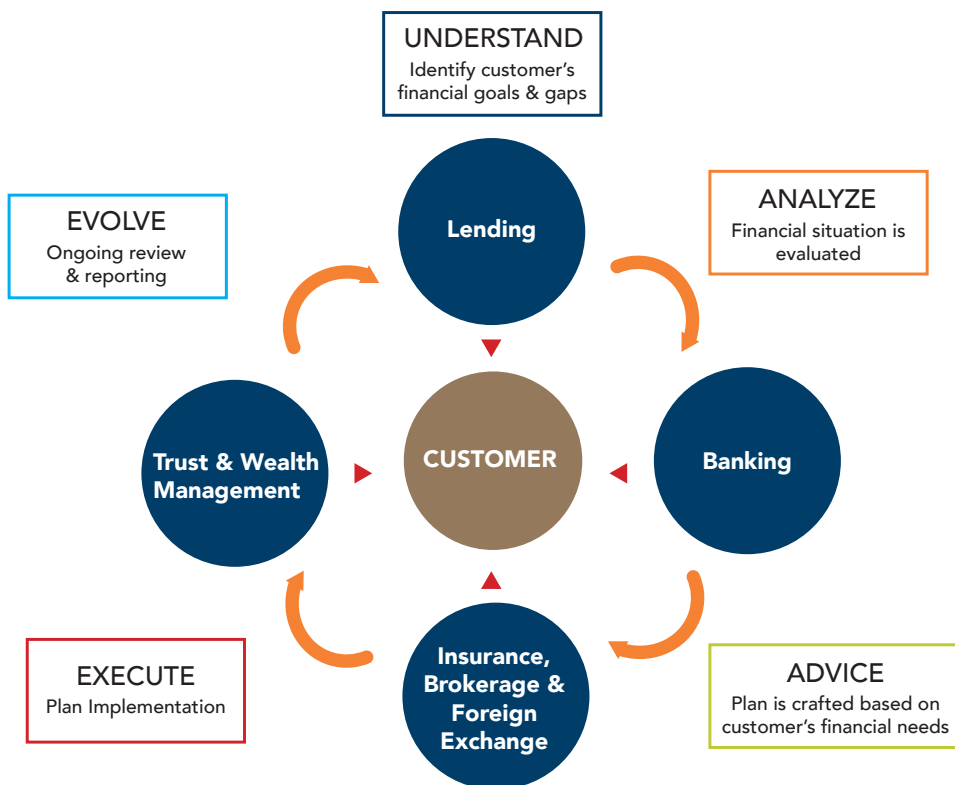 UNDERSTAND
Identify customer’s
financial goals & gaps
EVOLVE
Ongoing review
& reporting
Lending
ANALYZE
Financial situation is
evaluated
Trust & Wealth
Management
CUSTOMER
Banking
EXECUTE
Plan Implementation
Insurance,
Brokerage &
Foreign
Exchange
ADVICE
Plan is crafted based on
customer’s financial needs